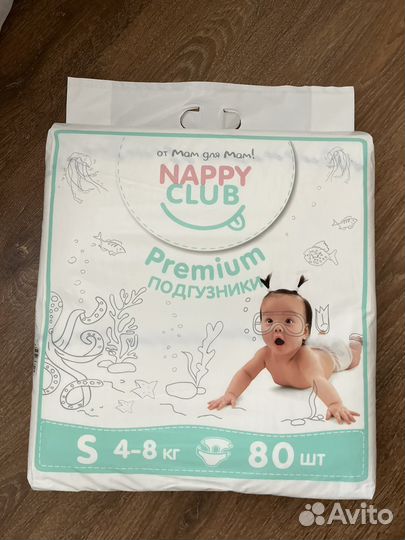 от Мам для Мам!
NAPPY
CLUB
Premium
ПОДГУЗНИКИ
S 4-8 кг 80 шт
Avito